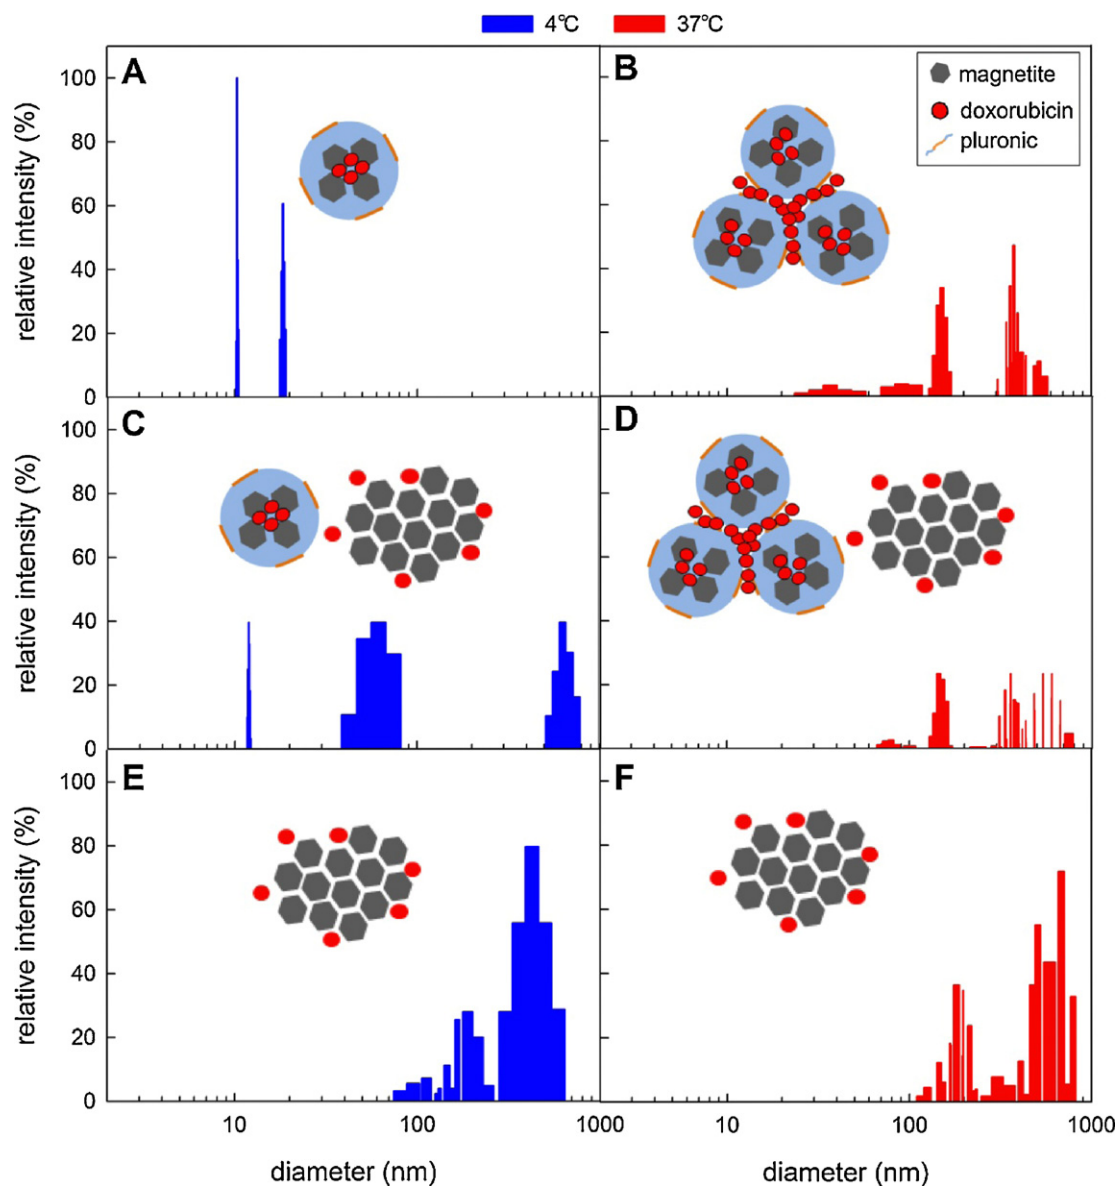 4℃ 37℃
A
B
magnetite
doxorubicin
pluronic
relative intensity (%)
100
80
60
40
20
0
C
D
relative intensity (%)
100
80
60
40
20
0
E
F
relative intensity (%)
100
80
60
40
20
0
10 100 1000 10 100 1000
diameter (nm) diameter (nm)